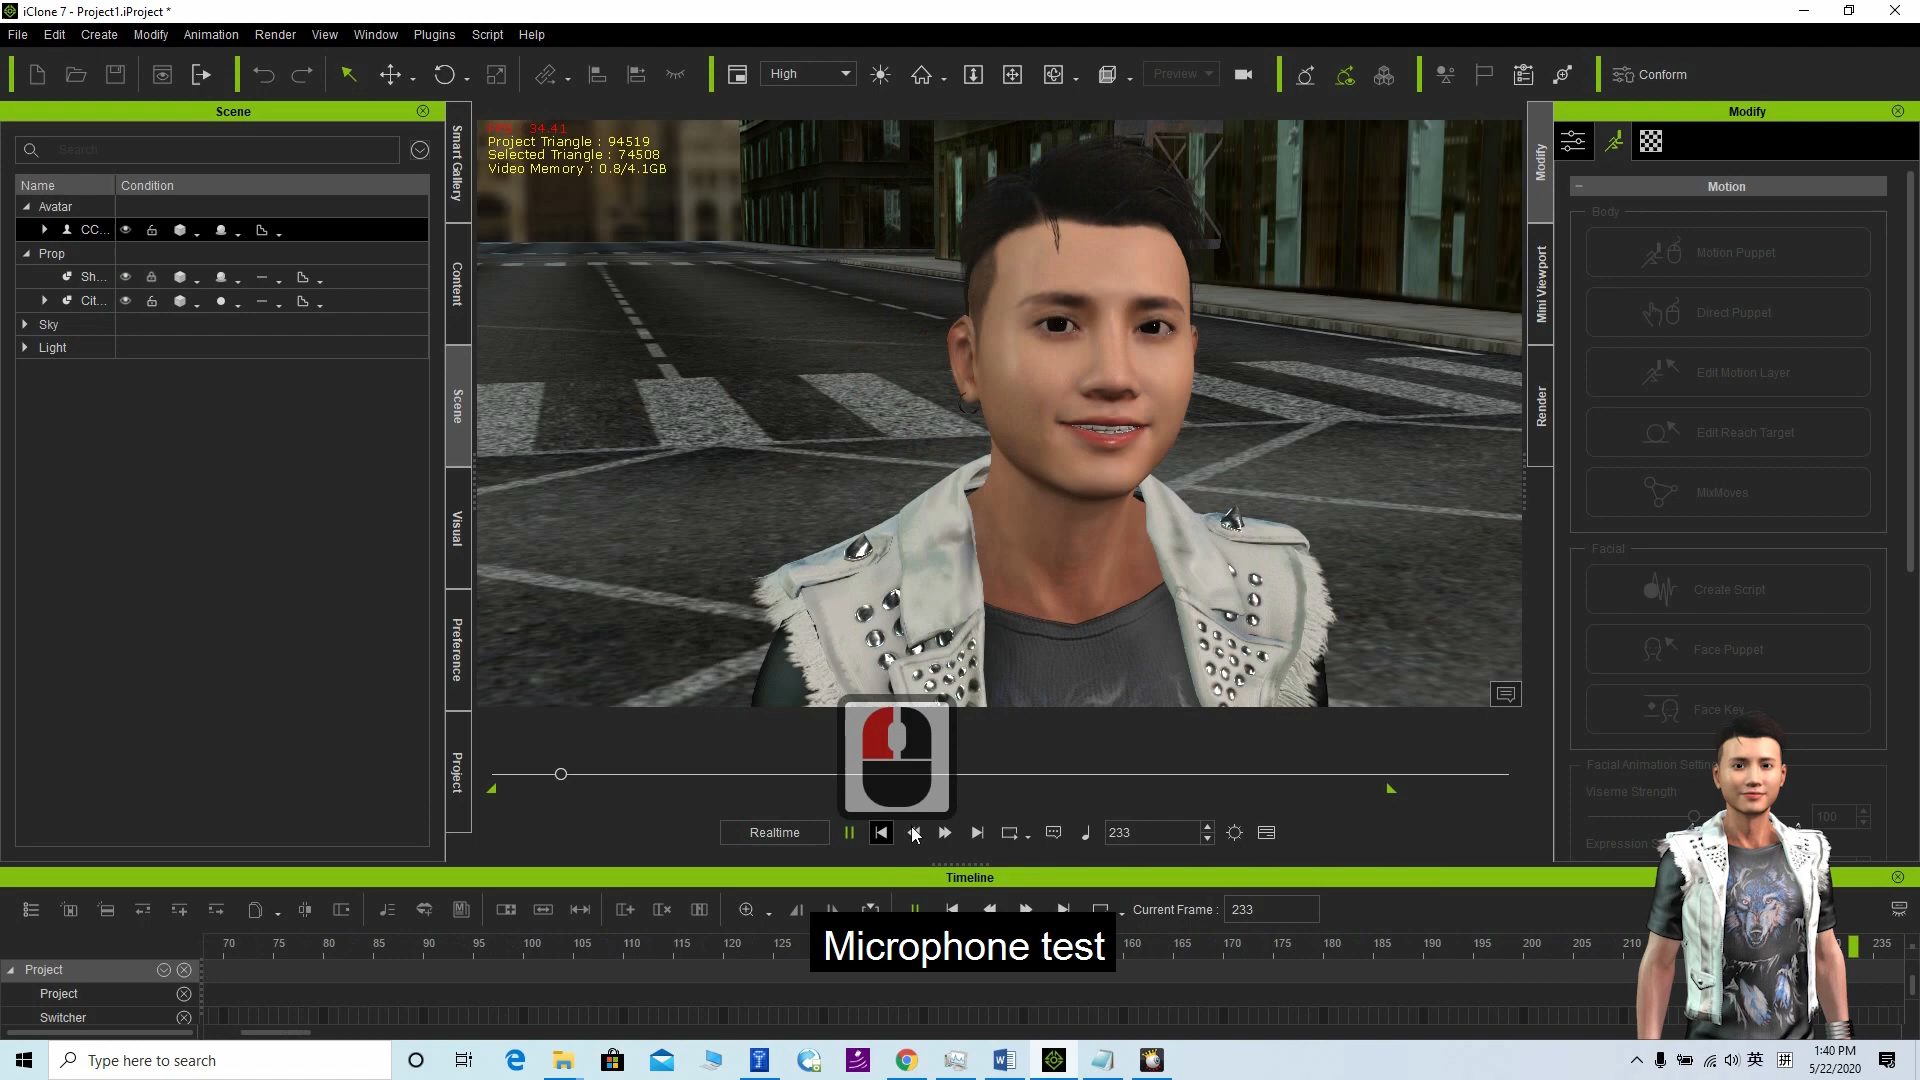 iClone 7 - Project1.iProject *
File Edit Create Modify Animation Render View Window Plugins Script Help
High
Preview
Conform
Scene
Search
Name Condition
Avatar
CC...
Prop
Sh...
Cit...
Sky
Light
Smart Gallery
Content
Scene
Visual
Preference
Project
34.41
Project Triangle : 94519
Selected Triangle : 74508
Video Memory : 0.8/4.1GB
Modify
Mini Viewport
Render
Modify
Motion
Body
Motion Puppet
Direct Puppet
Edit Motion Layer
Edit Reach Target
MixMoves
Facial
Create Script
Face Puppet
Face Key
Facial Animation Settin
Viseme Strength
100
Expression
Realtime
233
Timeline
Current Frame : 233
70 75 80 85 90 95 100 105 110 115 120 125 160 165 170 175 180 185 190 195 200 205 210 235
Microphone test
Project
Project
Switcher
Type here to search
英 拼
1:40 PM
5/22/2020